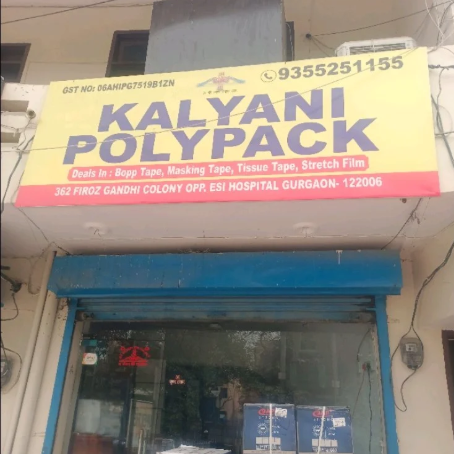 GST NO: 06AHIPG7519B1ZN
9355251155
KALYANI
POLYPACK
Deals In : Bopp Tape, Masking Tape, Tissue Tape, Stretch Film
362 FIROZ GANDHI COLONY OPP. ESI HOSPITAL GURGAON- 122006